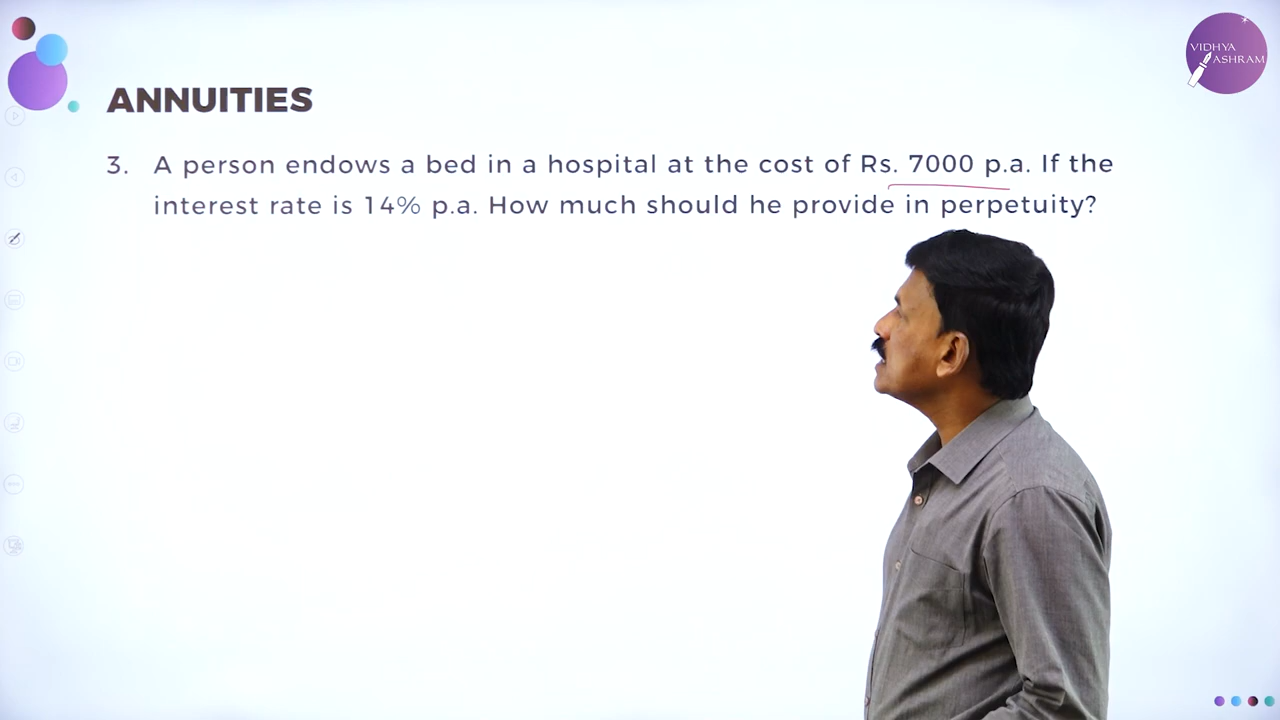 VIDHYA
ASHRAM
ANNUITIES
3. A person endows a bed in a hospital at the cost of Rs. 7000 p.a. If the
interest rate is 14% p.a. How much should he provide in perpetuity?